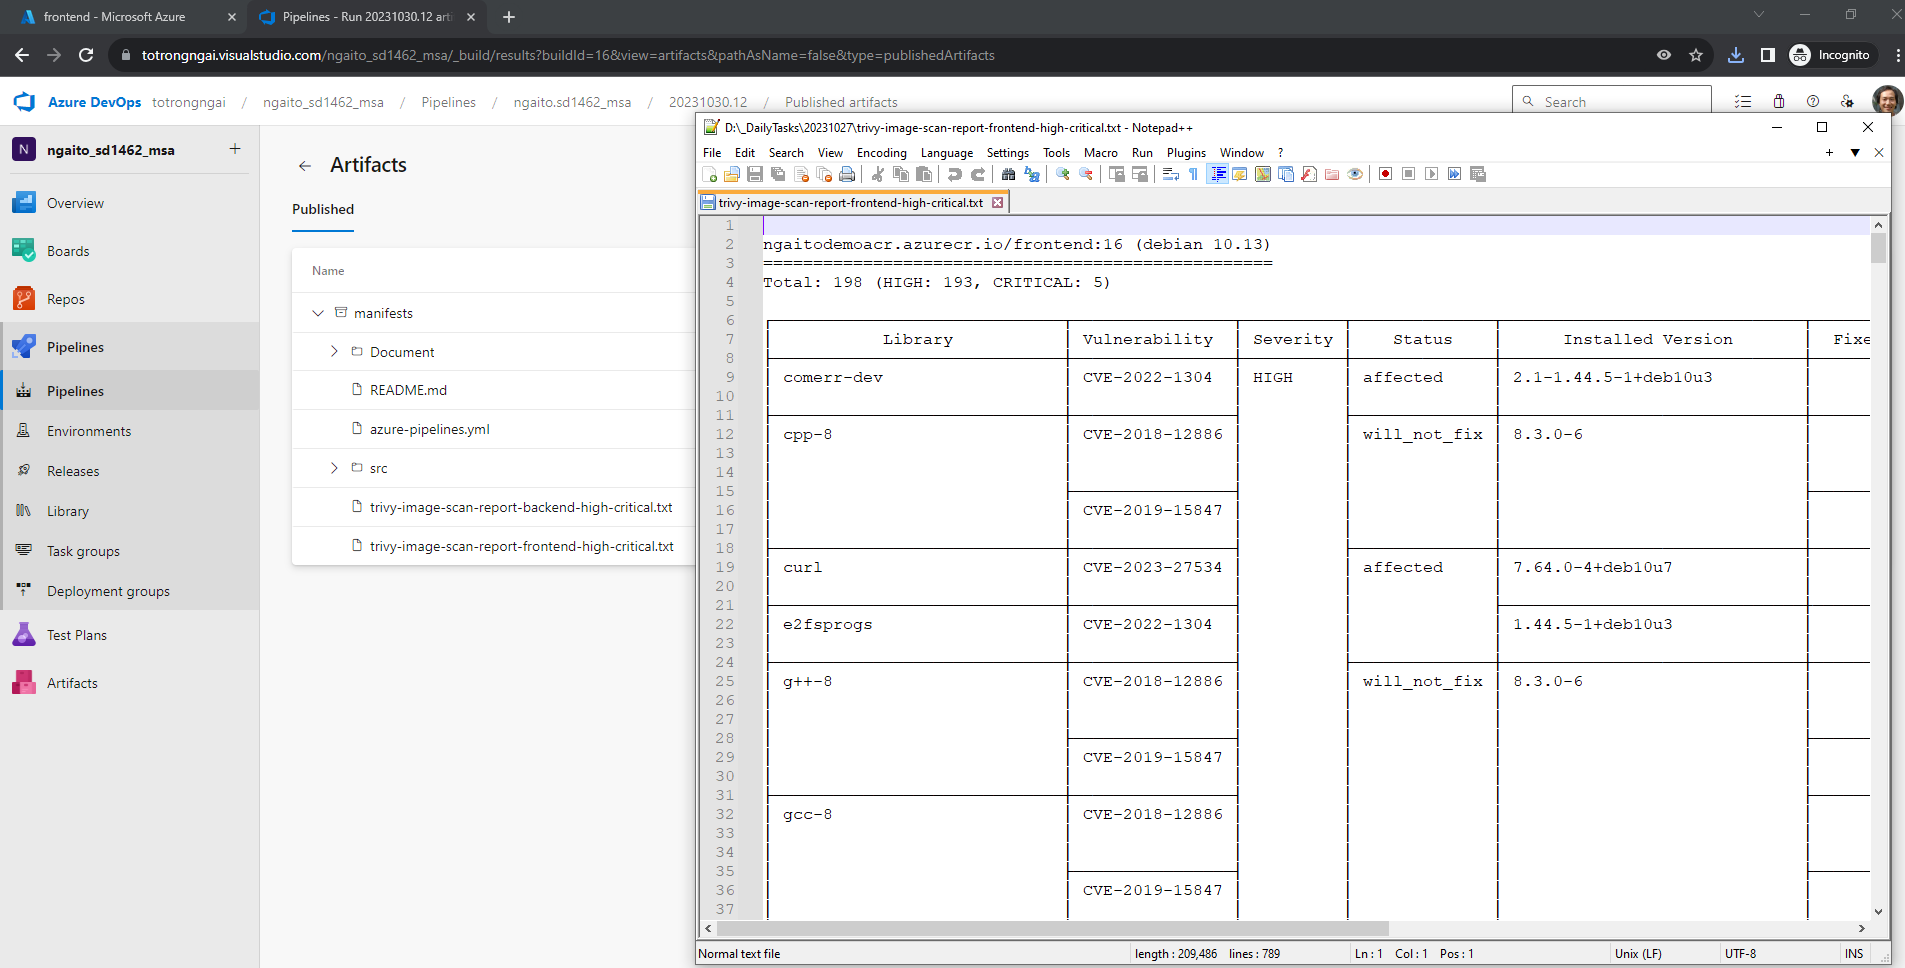 frontend - Microsoft Azure
Pipelines - Run 20231030.12 arti
totrongngai.visualstudio.com/ngaito_sd1462_msa/_build/results?buildId=16&view=artifacts&pathAsName=false&type=publishedArtifacts
Incognito
Azure DevOps totrongngai / ngaito_sd1462_msa / Pipelines / ngaito.sd1462_msa / 20231030.12 / Published artifacts
Search
N ngaito_sd1462_msa
Overview
Boards
Repos
Pipelines
Pipelines
Environments
Releases
Library
Task groups
Deployment groups
Test Plans
Artifacts
Artifacts
Published
Name
manifests
Document
README.md
azure-pipelines.yml
src
trivy-image-scan-report-backend-high-critical.txt
trivy-image-scan-report-frontend-high-critical.txt
D:\_DailyTasks\20231027\trivy-image-scan-report-frontend-high-critical.txt - Notepad++
File Edit Search View Encoding Language Settings Tools Macro Run Plugins Window ?
trivy-image-scan-report-frontend-high-critical.txt
1
2 ngaitodemoacr.azurecr.io/frontend:16 (debian 10.13)
3 ===================================================
4 Total: 198 (HIGH: 193, CRITICAL: 5)
5
6
7 Library Vulnerability Severity Status Installed Version Fixe
8
9 comerr-dev CVE-2022-1304 HIGH affected 2.1-1.44.5-1+deb10u3
10
11
12 cpp-8 CVE-2018-12886 will_not_fix 8.3.0-6
13
14
15
16 CVE-2019-15847
17
18
19 curl CVE-2023-27534 affected 7.64.0-4+deb10u7
20
21
22 e2fsprogs CVE-2022-1304 1.44.5-1+deb10u3
23
24
25 g++-8 CVE-2018-12886 will_not_fix 8.3.0-6
26
27
28
29 CVE-2019-15847
30
31
32 gcc-8 CVE-2018-12886
33
34
35
36 CVE-2019-15847
37
Normal text file length : 209,486 lines : 789 Ln : 1 Col : 1 Pos : 1 Unix (LF) UTF-8 INS